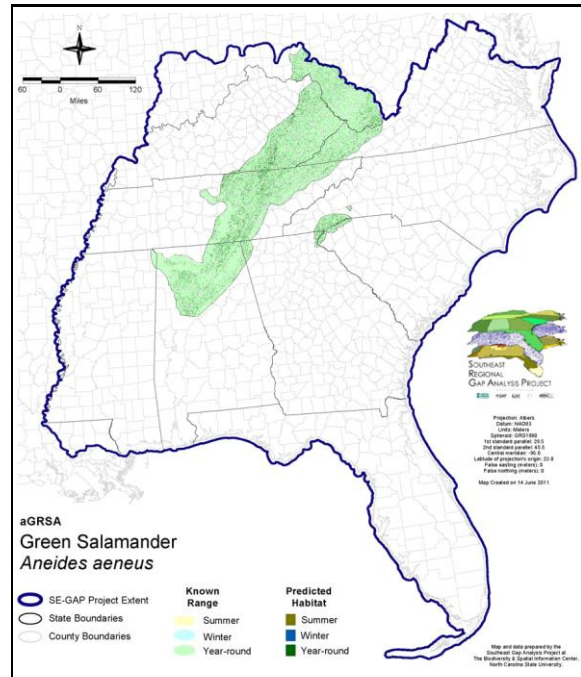 N
60 0 60 120
Miles
SOUTHEAST
REGIONAL
GAP ANALYSIS PROJECT
Projection: Albers
Datum: NAD83
Units: Meters
Spheroid: GRS1980
1st standard parallel: 29.5
2nd standard parallel: 45.5
Central meridian: -96.0
Latitude of projection's origin: 23.0
False easting (meters): 0
False northing (meters): 0
Map Created on 14 June 2011
aGRSA
Green Salamander
Aneides aeneus
SE-GAP Project Extent
State Boundaries
County Boundaries
Known
Range
Summer
Winter
Year-round
Predicted
Habitat
Summer
Winter
Year-round
Map and data prepared by the
Southeast Gap Analysis Project at
The Biodiversity & Spatial Information Center,
North Carolina State University.